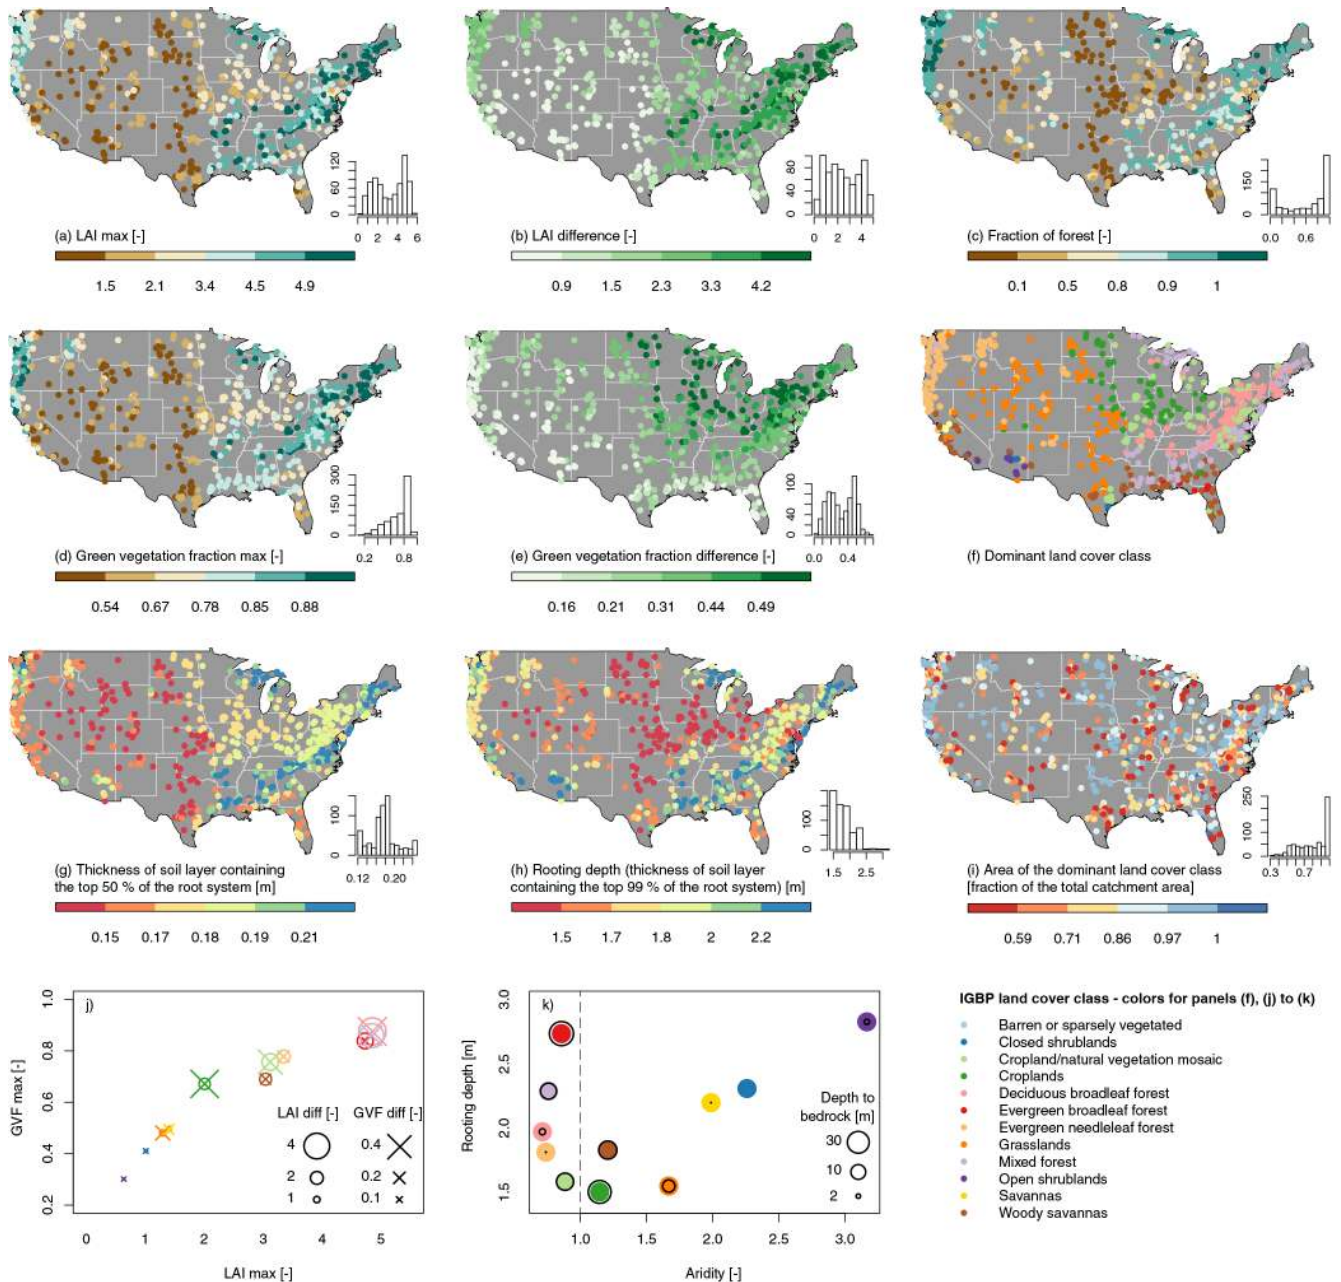 120
60
0
0 2 4 6
(a) LAI max [-]
1.5 2.1 3.4 4.5 4.9
80
40
0
0 2 4
(b) LAI difference [-]
0.9 1.5 2.3 3.3 4.2
150
0
0.0 0.6
(c) Fraction of forest [-]
0.1 0.5 0.8 0.9 1
300
150
0
0.2 0.8
(d) Green vegetation fraction max [-]
0.54 0.67 0.78 0.85 0.88
100
40
0
0.0 0.4
(e) Green vegetation fraction difference [-]
0.16 0.21 0.31 0.44 0.49
(f) Dominant land cover class
100
0
0.12 0.20
(g) Thickness of soil layer containing
the top 50 % of the root system [m]
0.15 0.17 0.18 0.19 0.21
100
0
1.5 2.5
(h) Rooting depth (thickness of soil layer
containing the top 99 % of the root system) [m]
1.5 1.7 1.8 2 2.2
250
100
0
0.3 0.7
(i) Area of the dominant land cover class
[fraction of the total catchment area]
0.59 0.71 0.86 0.97 1
j)
GVF max [-]
1.0
0.8
0.6
0.4
0.2
LAI diff [-] GVF diff [-]
4 0.4
2 0.2
1 0.1
0 1 2 3 4 5
LAI max [-]
k)
Rooting depth [m]
3.0
2.5
2.0
1.5
Depth to
bedrock [m]
30
10
2
1.0 1.5 2.0 2.5 3.0
Aridity [-]
IGBP land cover class - colors for panels (f), (j) to (k)
Barren or sparsely vegetated
Closed shrublands
Cropland/natural vegetation mosaic
Croplands
Deciduous broadleaf forest
Evergreen broadleaf forest
Evergreen needleleaf forest
Grasslands
Mixed forest
Open shrublands
Savannas
Woody savannas